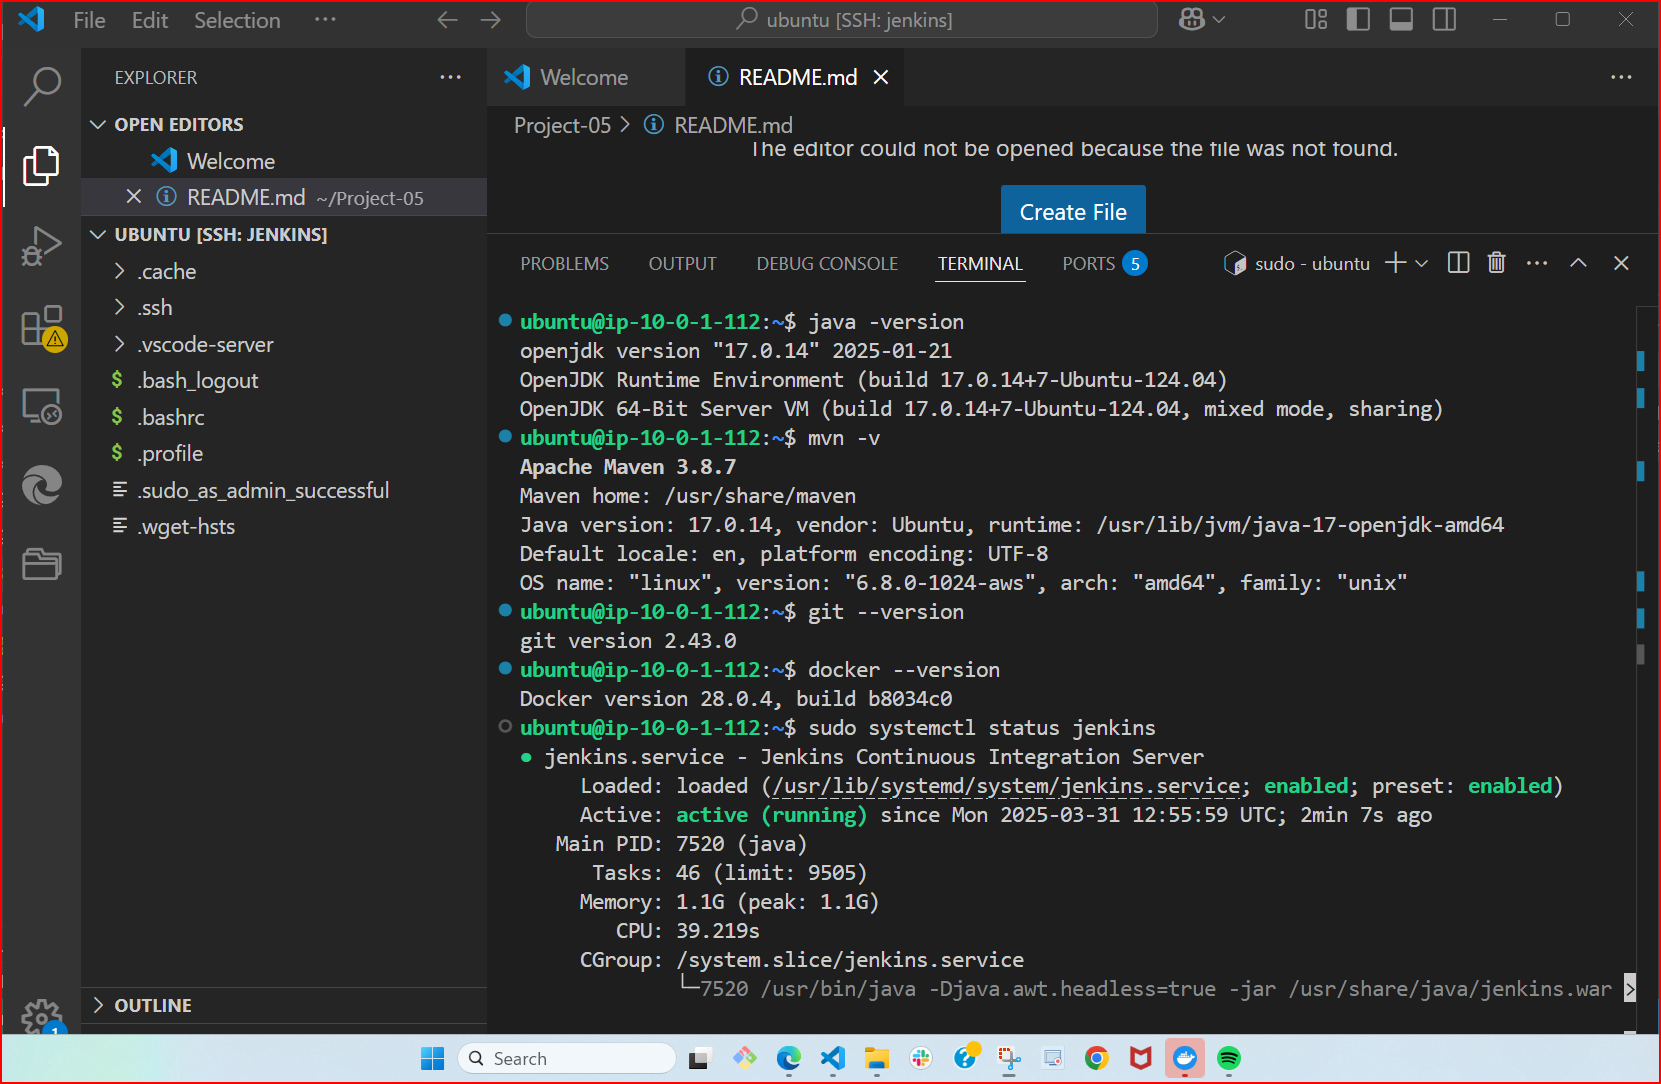 File Edit Selection ···
ubuntu [SSH: jenkins]
EXPLORER ···
OPEN EDITORS
Welcome
README.md ~/Project-05
UBUNTU [SSH: JENKINS]
.cache
.ssh
.vscode-server
$ .bash_logout
$ .bashrc
$ .profile
.sudo_as_admin_successful
.wget-hsts
OUTLINE
1
Welcome
README.md
···
Project-05 > README.md
The editor could not be opened because the file was not found.
Create File
PROBLEMS OUTPUT DEBUG CONSOLE TERMINAL PORTS 5
sudo - ubuntu ···
ubuntu@ip-10-0-1-112:~$ java -version
openjdk version "17.0.14" 2025-01-21
OpenJDK Runtime Environment (build 17.0.14+7-Ubuntu-124.04)
OpenJDK 64-Bit Server VM (build 17.0.14+7-Ubuntu-124.04, mixed mode, sharing)
ubuntu@ip-10-0-1-112:~$ mvn -v
Apache Maven 3.8.7
Maven home: /usr/share/maven
Java version: 17.0.14, vendor: Ubuntu, runtime: /usr/lib/jvm/java-17-openjdk-amd64
Default locale: en, platform encoding: UTF-8
OS name: "linux", version: "6.8.0-1024-aws", arch: "amd64", family: "unix"
ubuntu@ip-10-0-1-112:~$ git --version
git version 2.43.0
ubuntu@ip-10-0-1-112:~$ docker --version
Docker version 28.0.4, build b8034c0
ubuntu@ip-10-0-1-112:~$ sudo systemctl status jenkins
● jenkins.service - Jenkins Continuous Integration Server
Loaded: loaded (/usr/lib/systemd/system/jenkins.service; enabled; preset: enabled)
Active: active (running) since Mon 2025-03-31 12:55:59 UTC; 2min 7s ago
Main PID: 7520 (java)
Tasks: 46 (limit: 9505)
Memory: 1.1G (peak: 1.1G)
CPU: 39.219s
CGroup: /system.slice/jenkins.service
└─7520 /usr/bin/java -Djava.awt.headless=true -jar /usr/share/java/jenkins.war >
Search